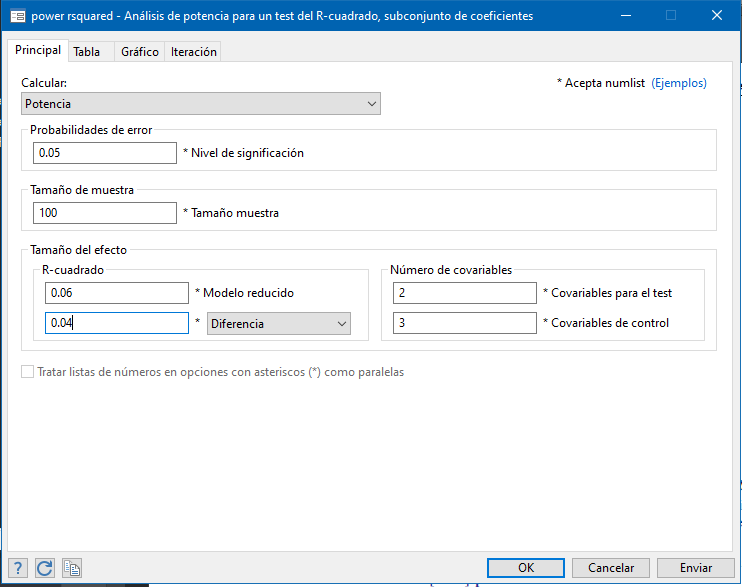 power rsquared - Análisis de potencia para un test del R-cuadrado, subconjunto de coeficientes
Principal Tabla Gráfico Iteración
Calcular: * Acepta numlist (Ejemplos)
Potencia
Probabilidades de error
0.05 * Nivel de significación
Tamaño de muestra
100 * Tamaño muestra
Tamaño del efecto
R-cuadrado Número de covariables
0.06 * Modelo reducido 2 * Covariables para el test
0.04 * Diferencia 3 * Covariables de control
Tratar listas de números en opciones con asteriscos (*) como paralelas
? OK Cancelar Enviar